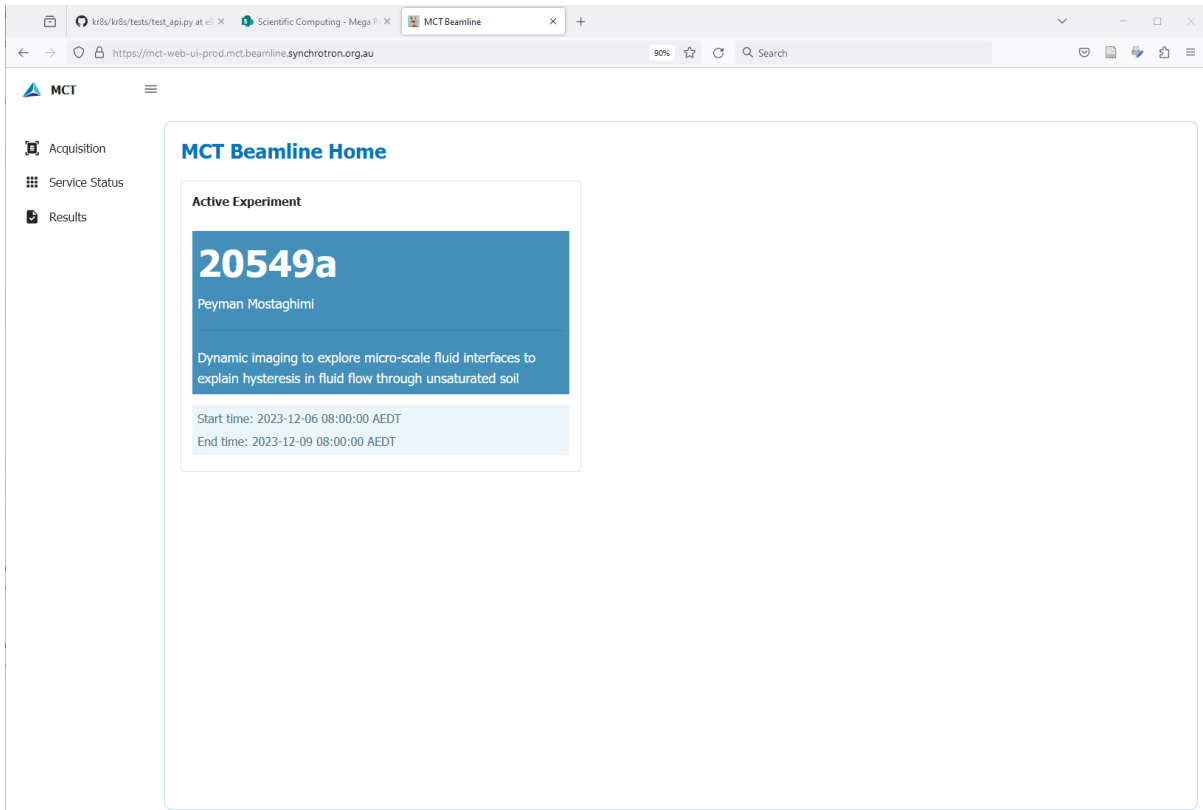 kr8s/kr8s/tests/test_api.py at e9
Scientific Computing - Mega P
MCT Beamline
https://mct-web-ui-prod.mct.beamline.synchrotron.org.au
90%
Search
MCT
Acquisition
Service Status
Results
MCT Beamline Home
Active Experiment
20549a
Peyman Mostaghimi
Dynamic imaging to explore micro-scale fluid interfaces to
explain hysteresis in fluid flow through unsaturated soil
Start time: 2023-12-06 08:00:00 AEDT
End time: 2023-12-09 08:00:00 AEDT